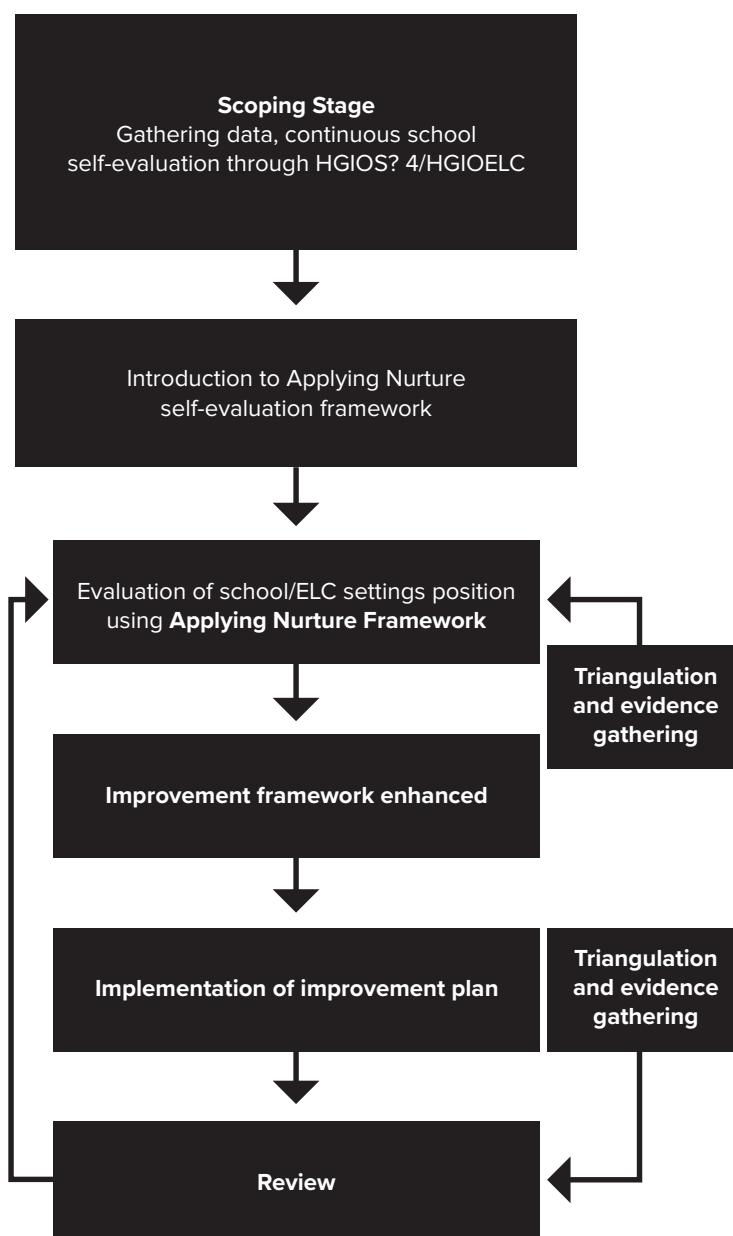 Scoping Stage
Gathering data, continuous school
self-evaluation through HGIOS? 4/HGIOELC
Introduction to Applying Nurture
self-evaluation framework
Evaluation of school/ELC settings position
using Applying Nurture Framework
Triangulation
and evidence
gathering
Improvement framework enhanced
Implementation of improvement plan
Triangulation
and evidence
gathering
Review